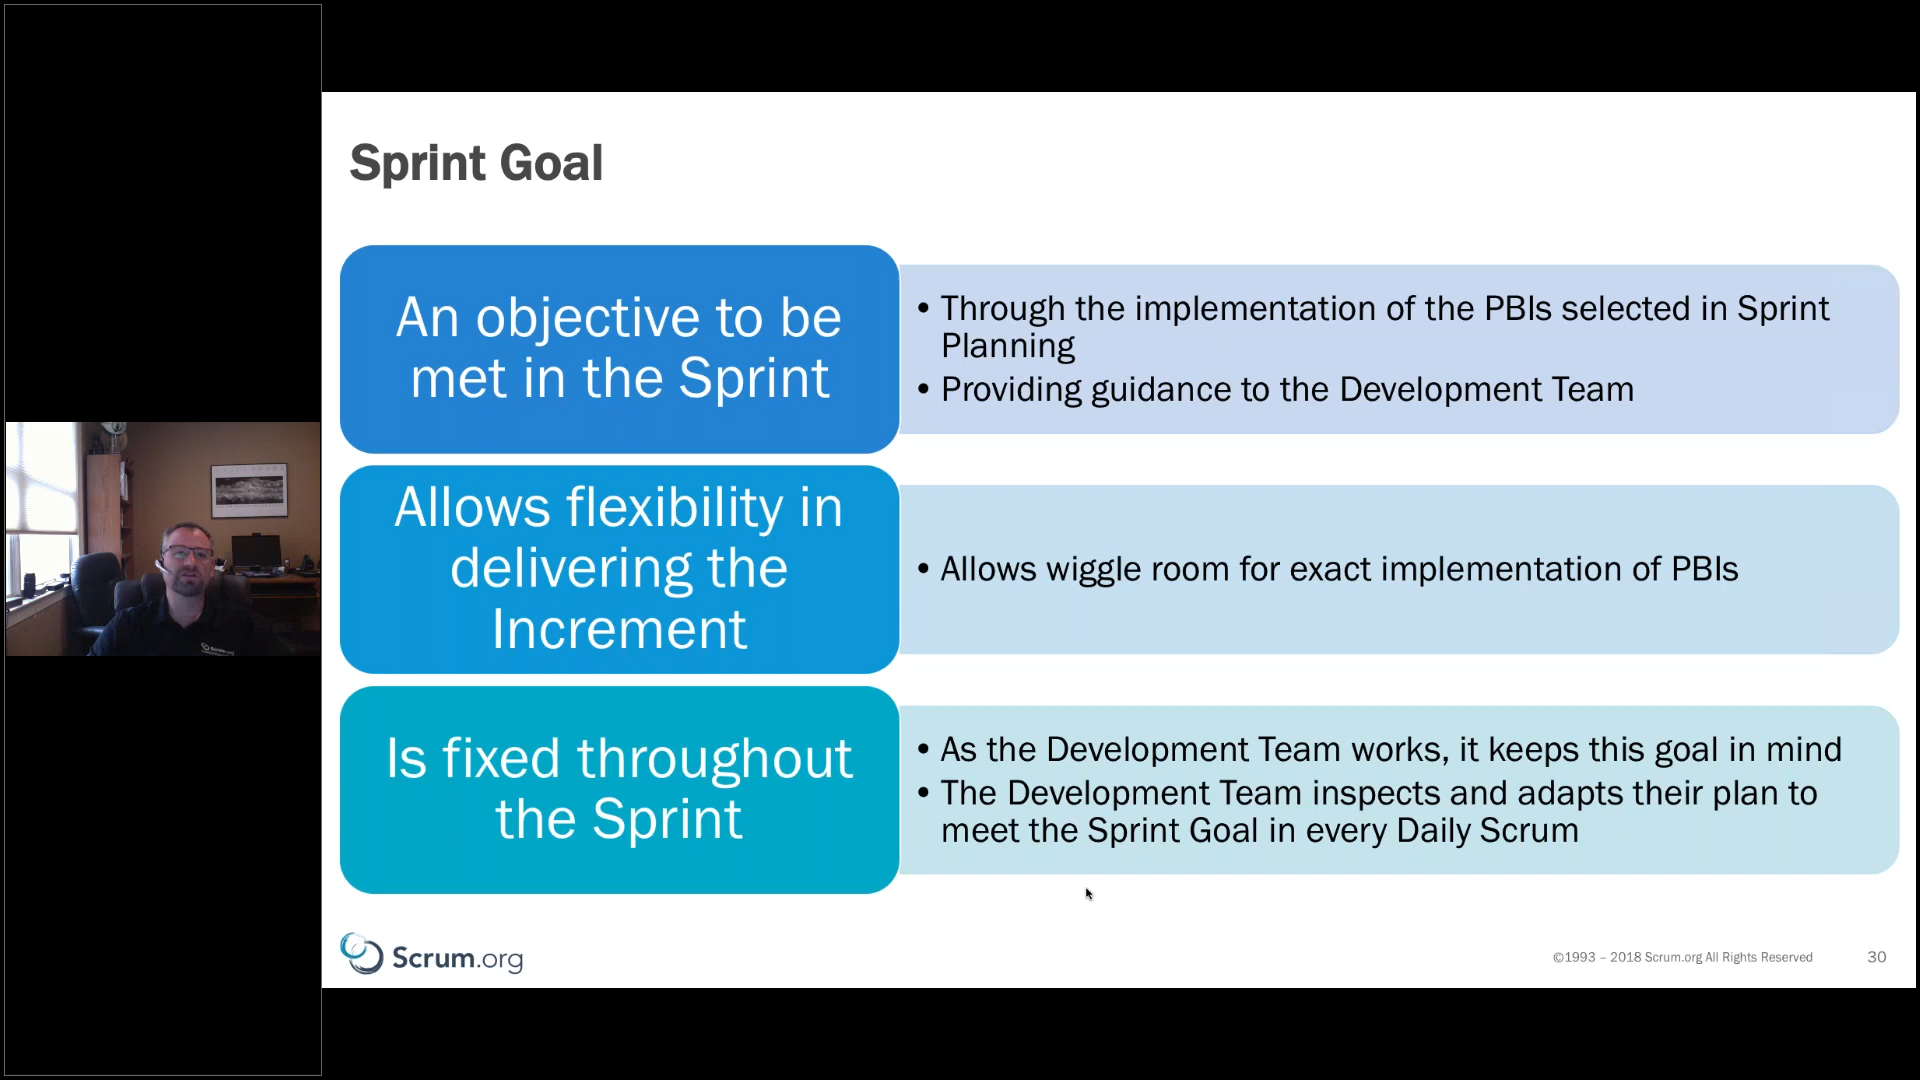 Sprint Goal
An objective to be
met in the Sprint
• Through the implementation of the PBIs selected in Sprint
Planning
• Providing guidance to the Development Team
Allows flexibility in
delivering the
Increment
• Allows wiggle room for exact implementation of PBIs
Is fixed throughout
the Sprint
• As the Development Team works, it keeps this goal in mind
• The Development Team inspects and adapts their plan to
meet the Sprint Goal in every Daily Scrum
Scrum.org
©1993 – 2018 Scrum.org All Rights Reserved
30
Scrum.org